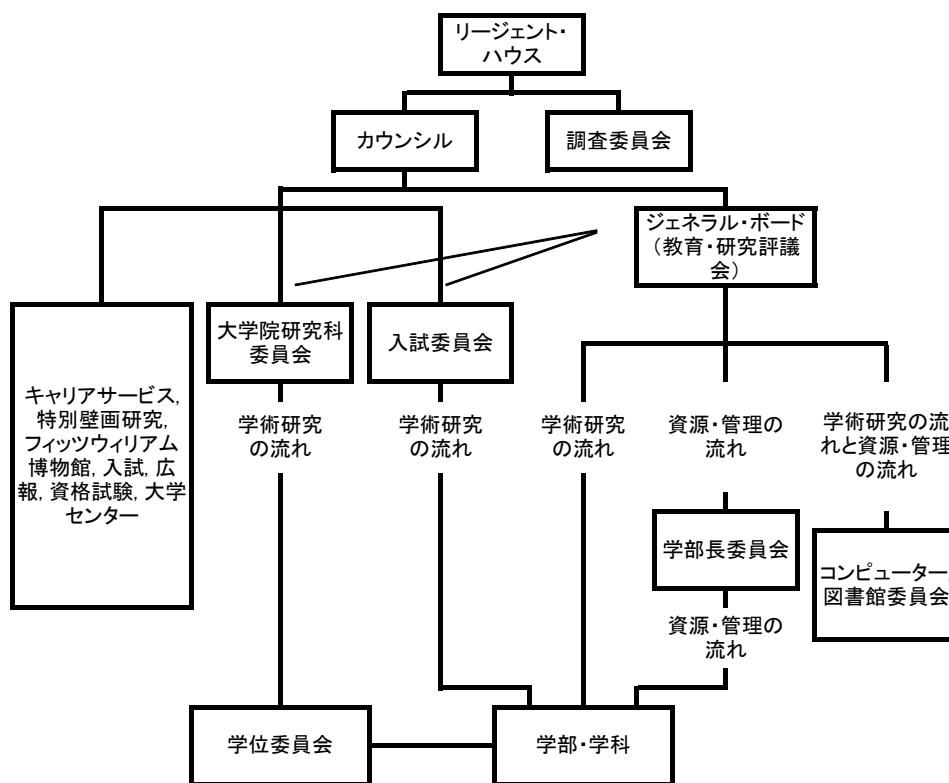 リージェント・
ハウス
カウンシル
調査委員会
ジェネラル・ボード
（教育・研究評議
会）
大学院研究科
委員会
入試委員会
キャリアサービス,
特別壁画研究,
フィッツウィリアム
博物館, 入試, 広
報, 資格試験, 大学
センター
学術研究
の流れ
学術研究
の流れ
学術研究
の流れ
資源・管理の
流れ
学術研究の流
れと資源・管理
の流れ
学部長委員会
コンピューター,
図書館委員会
資源・管理の
流れ
学位委員会
学部・学科